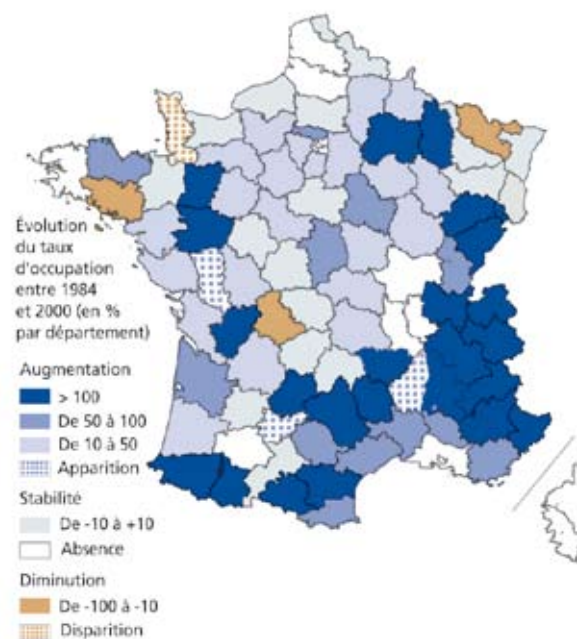 Évolution
du taux
d'occupation
entre 1984
et 2000 (en %
par département)
Augmentation
> 100
De 50 à 100
De 10 à 50
Apparition
Stabilité
De -10 à +10
Absence
Diminution
De -100 à -10
Disparition